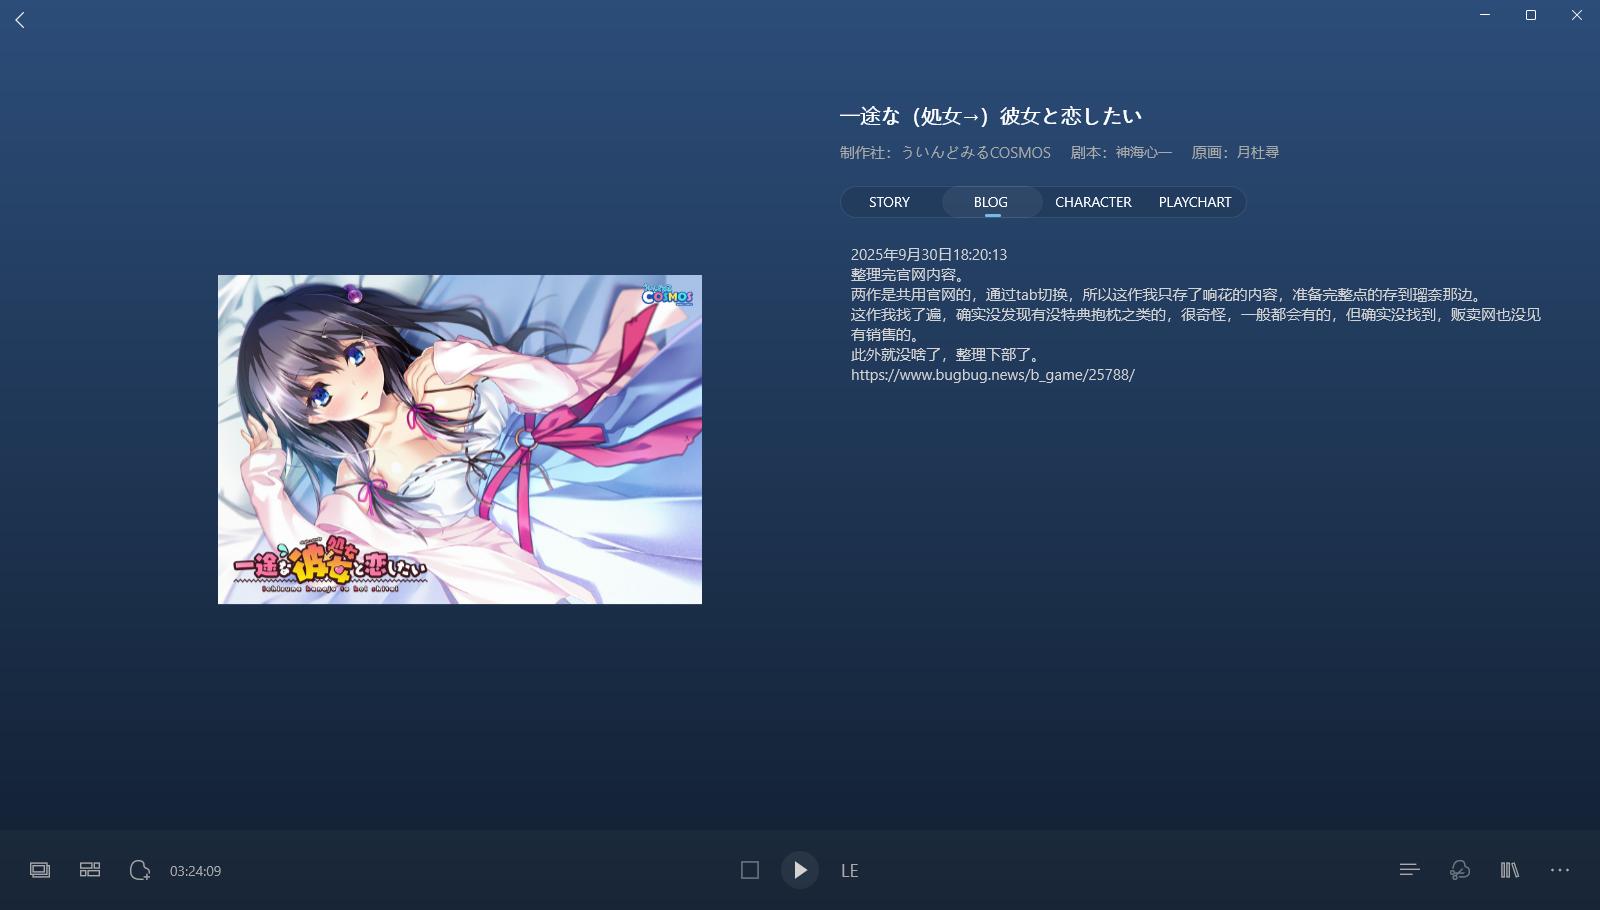 一途な（処女→）彼女と恋したい
制作社：ういんどみるCOSMOS 剧本：神海心一 原画：月杜尋
STORY BLOG CHARACTER PLAYCHART
2025年9月30日18:20:13
整理完官网内容。
两作是共用官网的，通过tab切换，所以这作我只存了响花的内容，准备完整点的存到瑠奈那边。
这作我找了遍，确实没发现有没特典抱枕之类的，很奇怪，一般都会有的，但确实没找到，贩卖网也没见
有销售的。
此外就没啥了，整理下部了。
https://www.bugbug.news/b_game/25788/
COSMOS
一途な彼女と恋したい
処女
ichizuna kanojo to koi shitai
03:24:09
LE